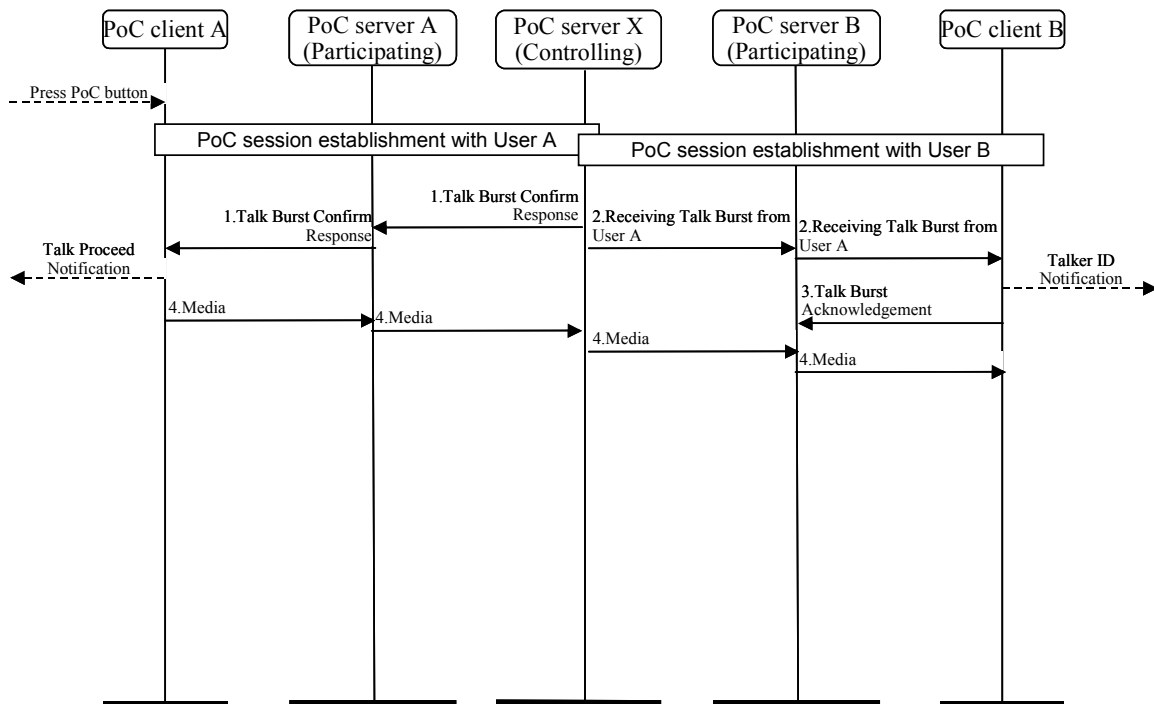 PoC client A
PoC server A
(Participating)
PoC server X
(Controlling)
PoC server B
(Participating)
PoC client B
Press PoC button
PoC session establishment with User A
PoC session establishment with User B
1.Talk Burst Confirm
Response
1.Talk Burst Confirm
Response
2.Receiving Talk Burst from
User A
2.Receiving Talk Burst from
User A
Talk Proceed
Notification
Talker ID
Notification
3.Talk Burst
Acknowledgement
4.Media
4.Media
4.Media
4.Media